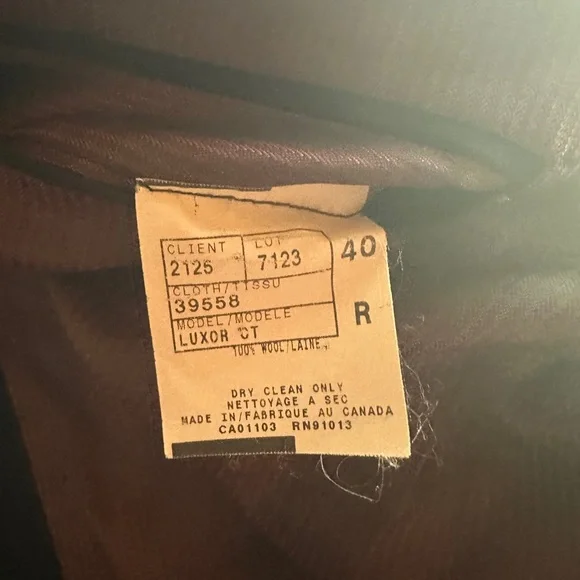 CLIENT LOT 40
2125 7123
CLOTH/TISSU
39558
MODEL/MODELE R
LUXOR CT
100% WOOL/LAINE
DRY CLEAN ONLY
NETTOYAGE A SEC
MADE IN/FABRIQUE AU CANADA
CA01103 RN91013